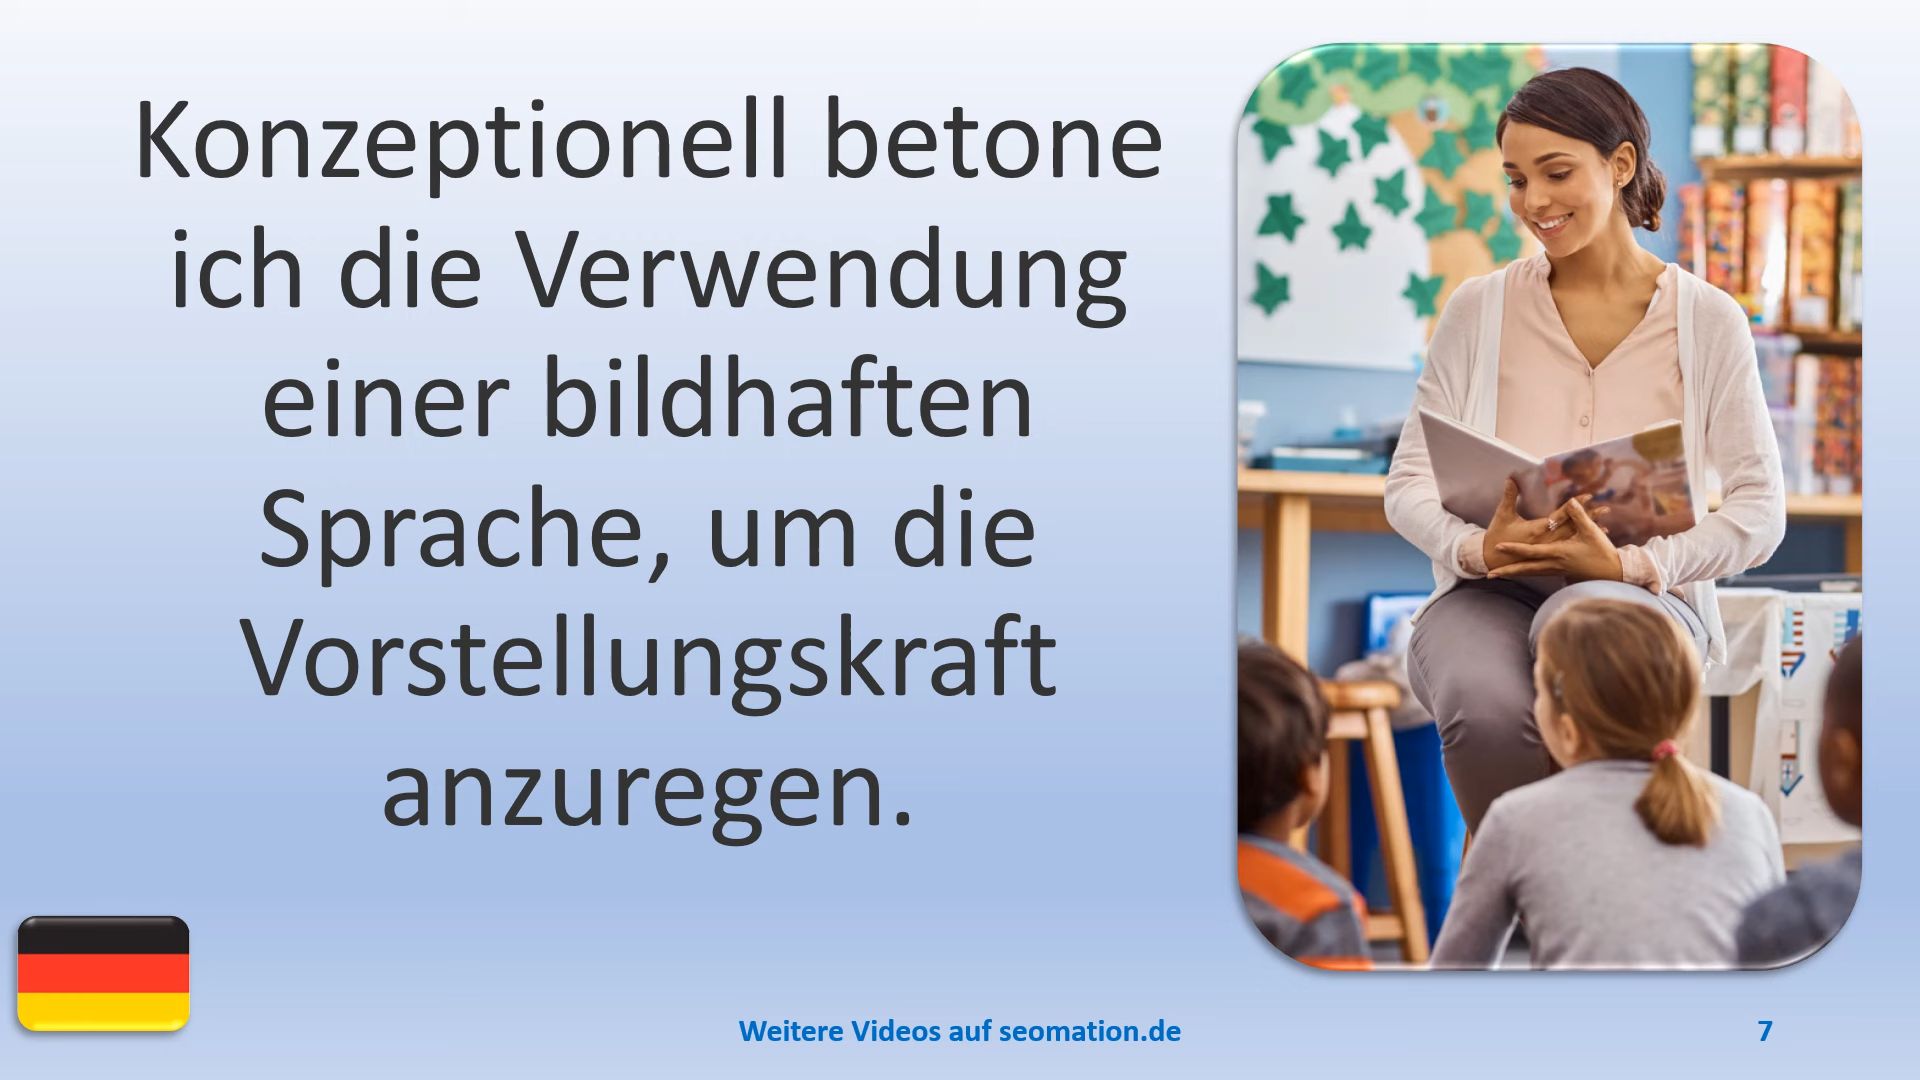 Konzeptionell betone
ich die Verwendung
einer bildhaften
Sprache, um die
Vorstellungskraft
anzuregen.
Weitere Videos auf seomation.de
7